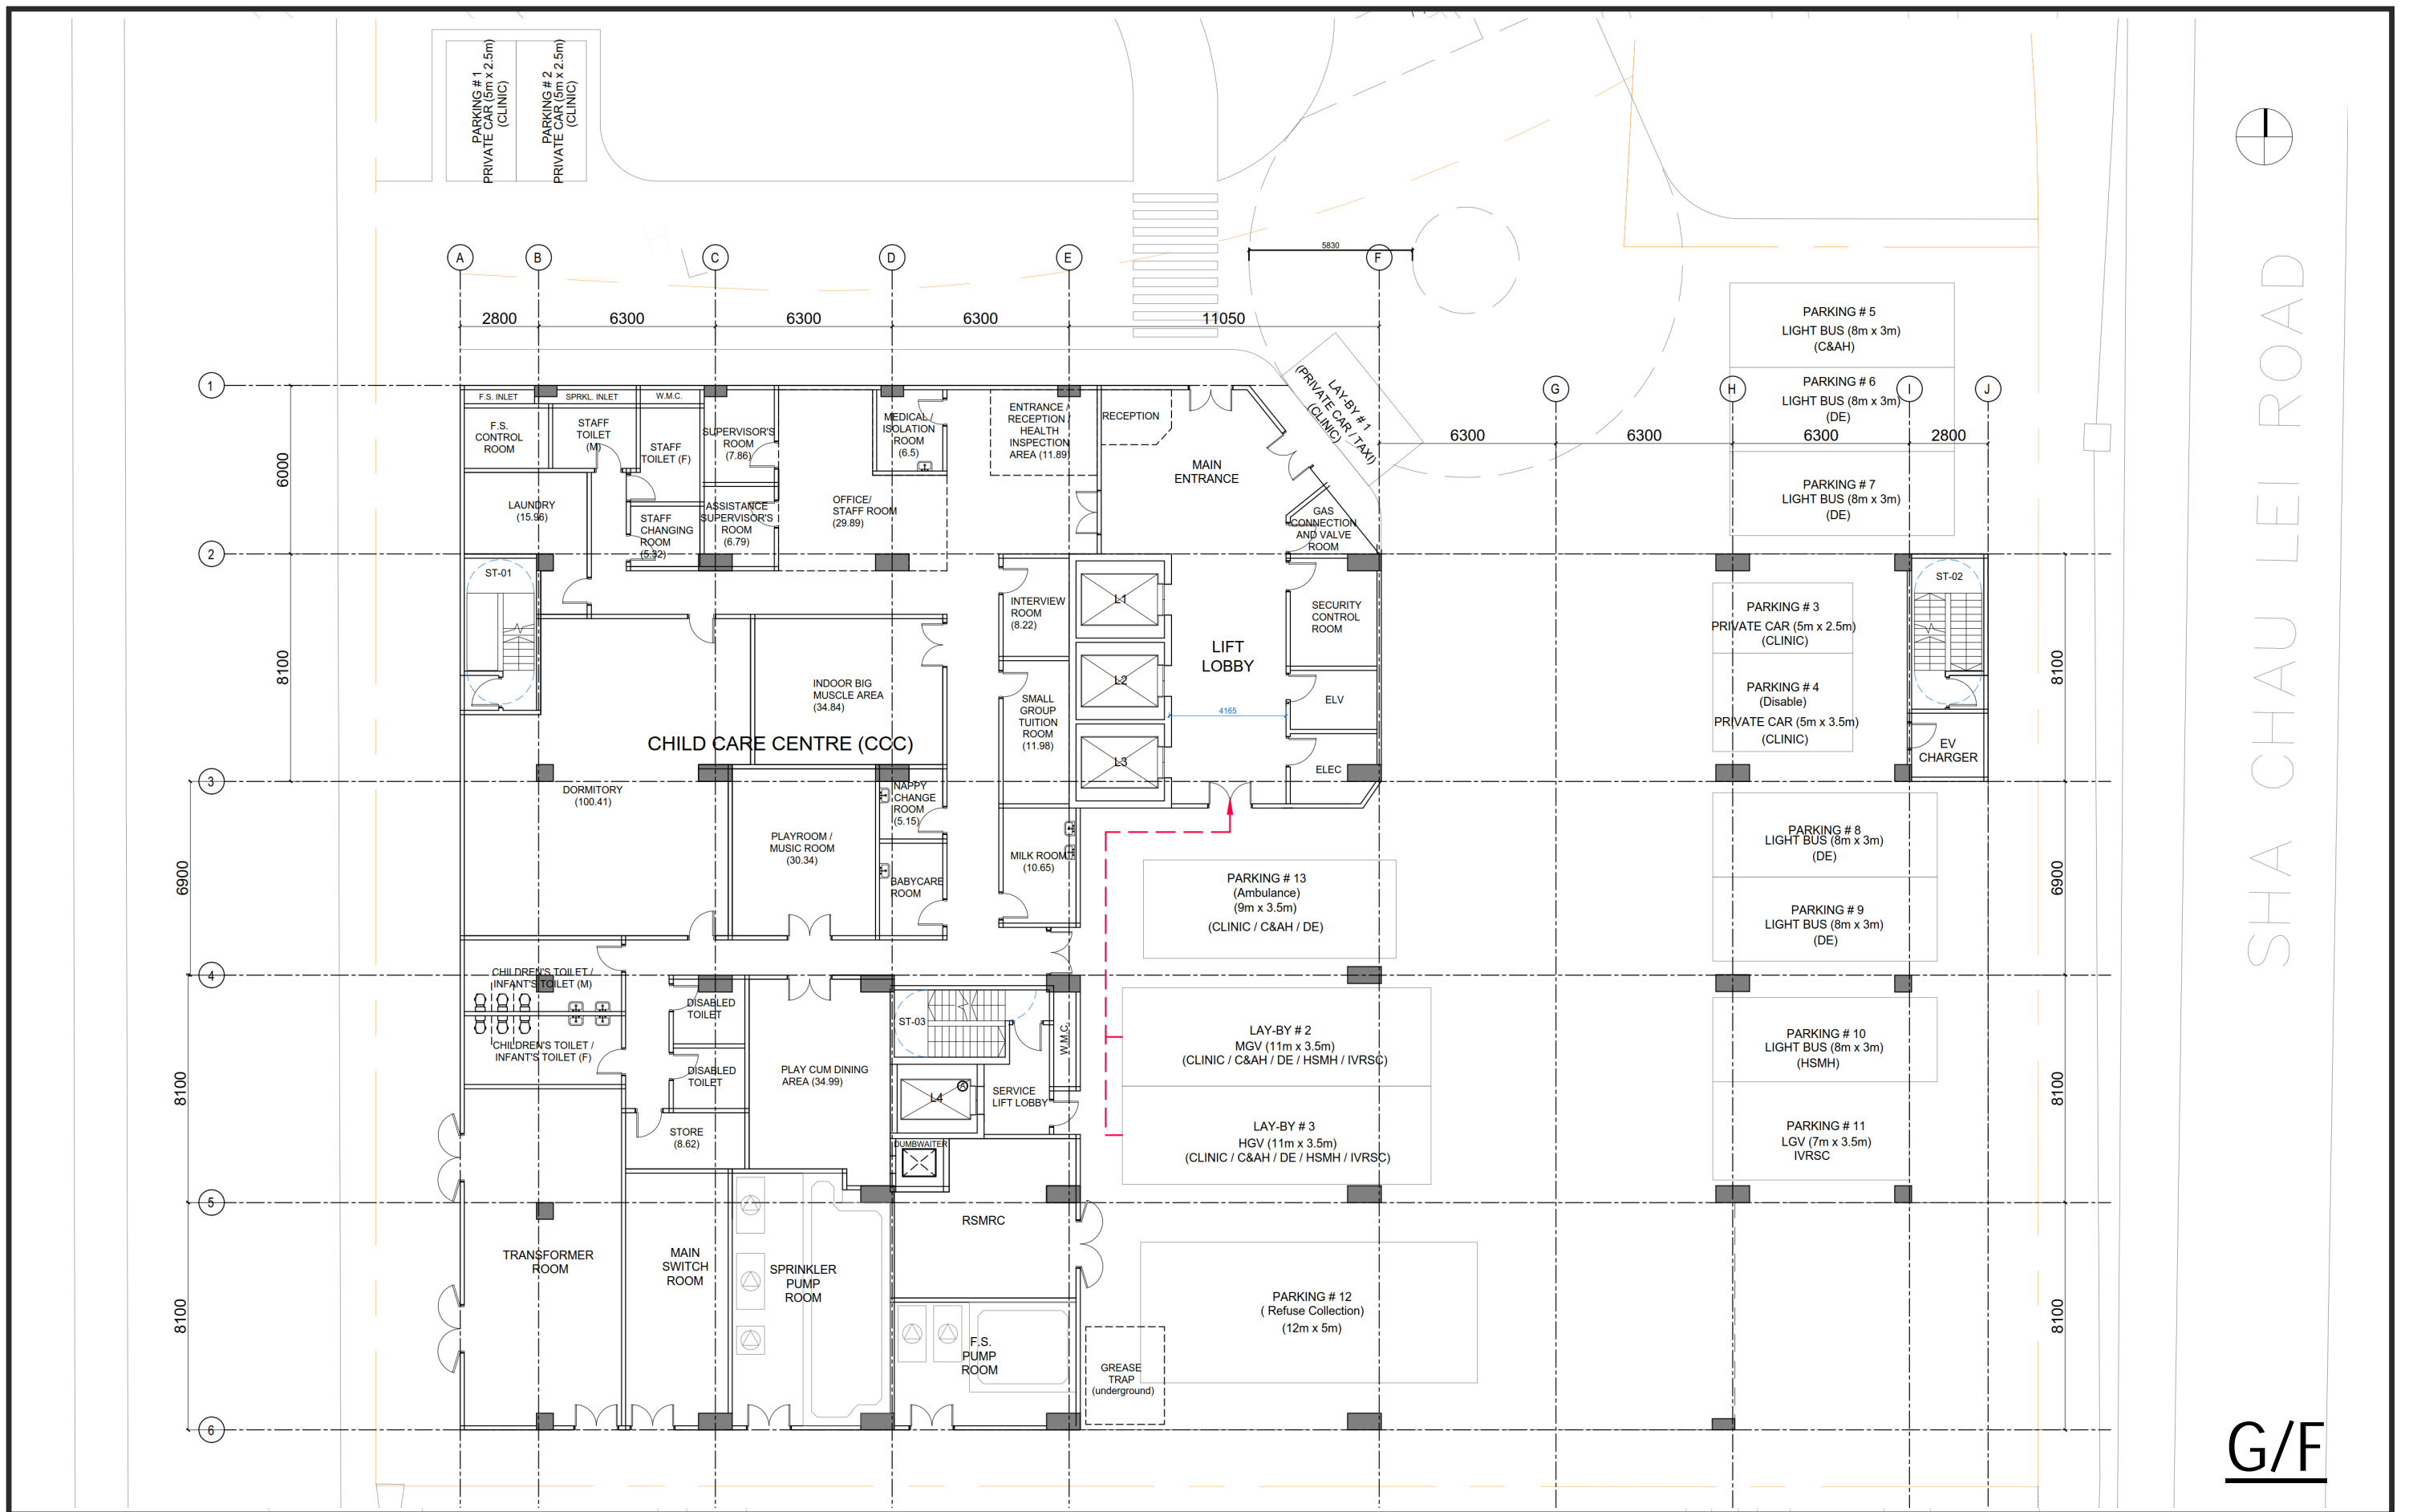 PARKING # 1
PRIVATE CAR (5m x 2.5m)
(CLINIC)
PARKING # 2
PRIVATE CAR (5m x 2.5m)
(CLINIC)
SHA CHAU LEI ROAD
A
B
C
D
E
F
5830
2800
6300
6300
6300
11050
PARKING # 5
LIGHT BUS (8m x 3m)
(C&AH)
PARKING # 6
LIGHT BUS (8m x 3m)
(DE)
PARKING # 7
LIGHT BUS (8m x 3m)
(DE)
G
H
I
J
6300
6300
6300
2800
LAY-BY # 1
(PRIVATE CAR / TAXI)
(CLINIC)
1
2
3
4
5
6
6000
8100
6900
8100
8100
F.S. INLET
SPRKL. INLET
W.M.C.
F.S.
CONTROL
ROOM
STAFF
TOILET
(M)
STAFF
TOILET (F)
SUPERVISOR'S
ROOM
(7.86)
MEDICAL /
ISOLATION
ROOM
(6.5)
ENTRANCE /
RECEPTION /
HEALTH
INSPECTION
AREA (11.89)
RECEPTION
MAIN
ENTRANCE
LAUNDRY
(15.96)
STAFF
CHANGING
ROOM
(5.32)
ASSISTANCE
SUPERVISOR'S
ROOM
(6.79)
OFFICE/
STAFF ROOM
(29.89)
GAS
CONNECTION
AND VALVE
ROOM
ST-01
INTERVIEW
ROOM
(8.22)
L1
L2
L3
LIFT
LOBBY
4165
SECURITY
CONTROL
ROOM
ELV
ELEC
INDOOR BIG
MUSCLE AREA
(34.84)
SMALL
GROUP
TUITION
ROOM
(11.98)
CHILD CARE CENTRE (CCC)
DORMITORY
(100.41)
NAPPY
CHANGE
ROOM
(5.15)
PLAYROOM /
MUSIC ROOM
(30.34)
BABYCARE
ROOM
MILK ROOM
(10.65)
PARKING # 3
PRIVATE CAR (5m x 2.5m)
(CLINIC)
PARKING # 4
(Disable)
PRIVATE CAR (5m x 3.5m)
(CLINIC)
ST-02
EV
CHARGER
8100
6900
8100
8100
PARKING # 8
LIGHT BUS (8m x 3m)
(DE)
PARKING # 9
LIGHT BUS (8m x 3m)
(DE)
PARKING # 13
(Ambulance)
(9m x 3.5m)
(CLINIC / C&AH / DE)
CHILDREN'S TOILET /
INFANT'S TOILET (M)
CHILDREN'S TOILET /
INFANT'S TOILET (F)
DISABLED
TOILET
DISABLED
TOILET
ST-03
W.M.C.
PLAY CUM DINING
AREA (34.99)
L4
A
SERVICE
LIFT LOBBY
STORE
(8.62)
DUMBWAITER
LAY-BY # 2
MGV (11m x 3.5m)
(CLINIC / C&AH / DE / HSMH / IVRSC)
LAY-BY # 3
HGV (11m x 3.5m)
(CLINIC / C&AH / DE / HSMH / IVRSC)
PARKING # 10
LIGHT BUS (8m x 3m)
(HSMH)
PARKING # 11
LGV (7m x 3.5m)
IVRSC
TRANSFORMER
ROOM
MAIN
SWITCH
ROOM
SPRINKLER
PUMP
ROOM
RSMRC
F.S.
PUMP
ROOM
GREASE
TRAP
(underground)
PARKING # 12
( Refuse Collection)
(12m x 5m)
G/F